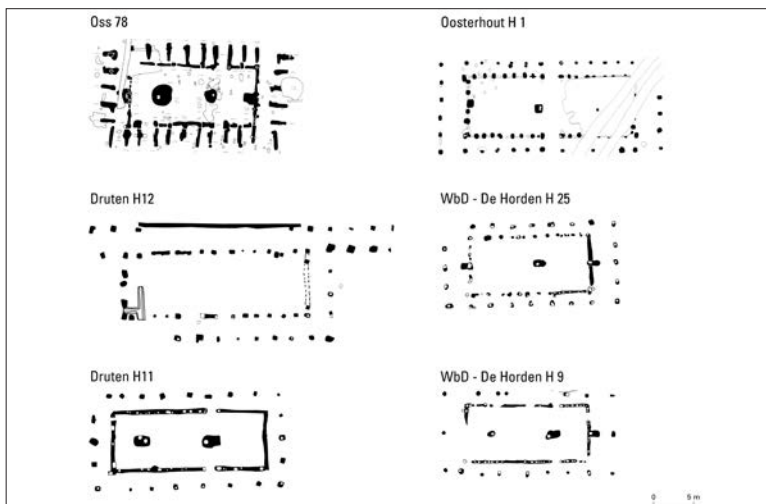 Oss 78
Oosterhout H 1
Druten H12
WbD - De Horden H 25
Druten H11
WbD - De Horden H 9
0 5 m